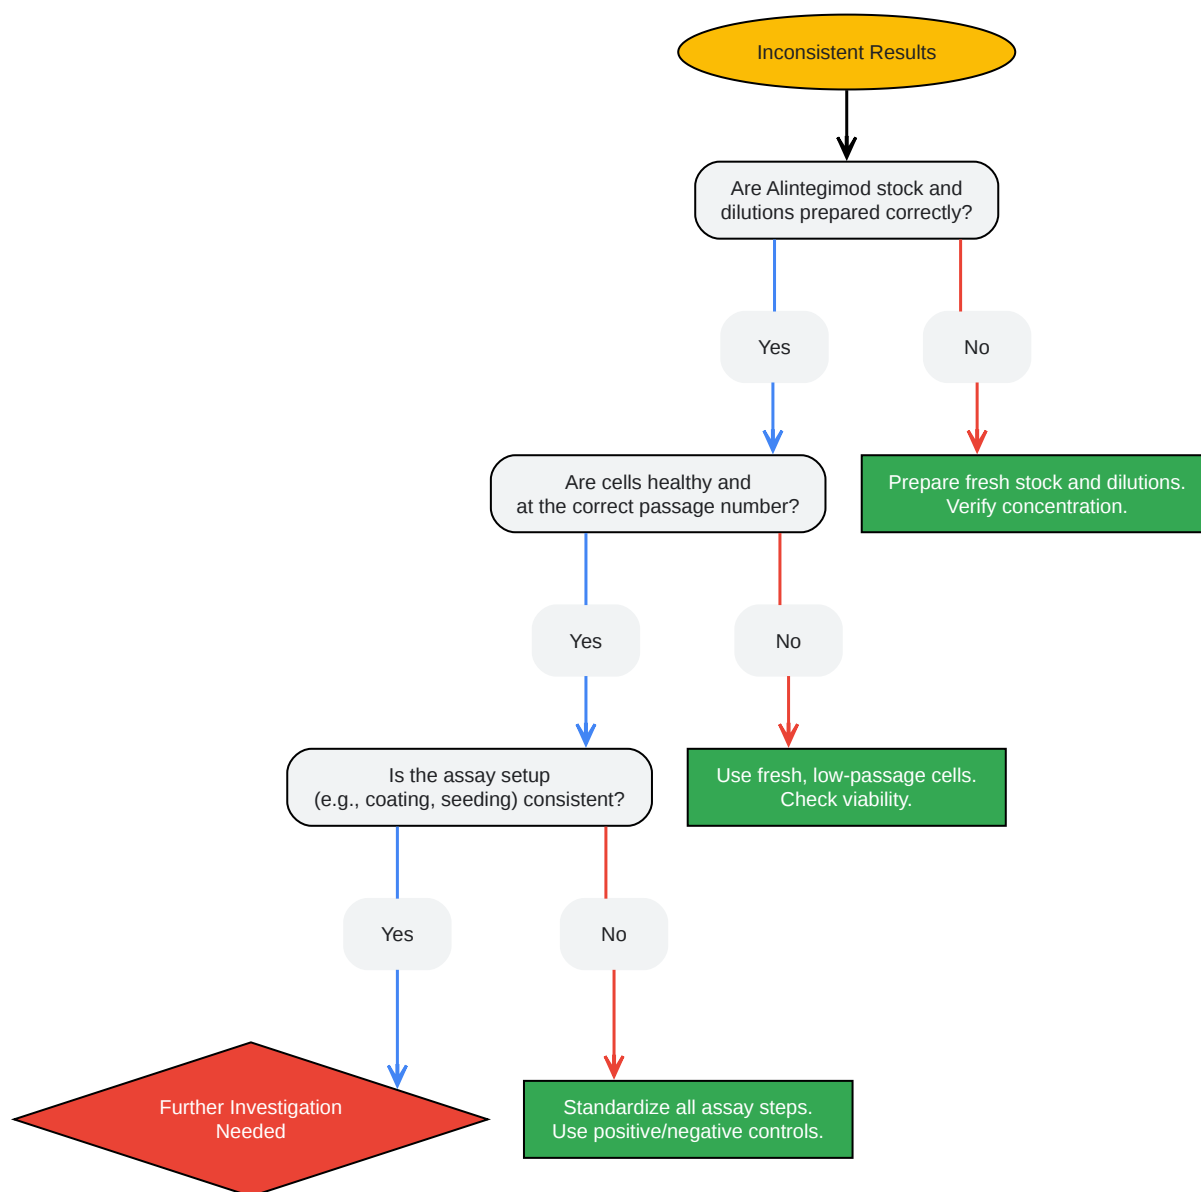 Inconsistent Results
Are Alintegimod stock and
dilutions prepared correctly?
Yes
No
Are cells healthy and
at the correct passage number?
Prepare fresh stock and dilutions.
Verify concentration.
Yes
No
Is the assay setup
(e.g., coating, seeding) consistent?
Use fresh, low-passage cells.
Check viability.
Yes
No
Further Investigation
Needed
Standardize all assay steps.
Use positive/negative controls.